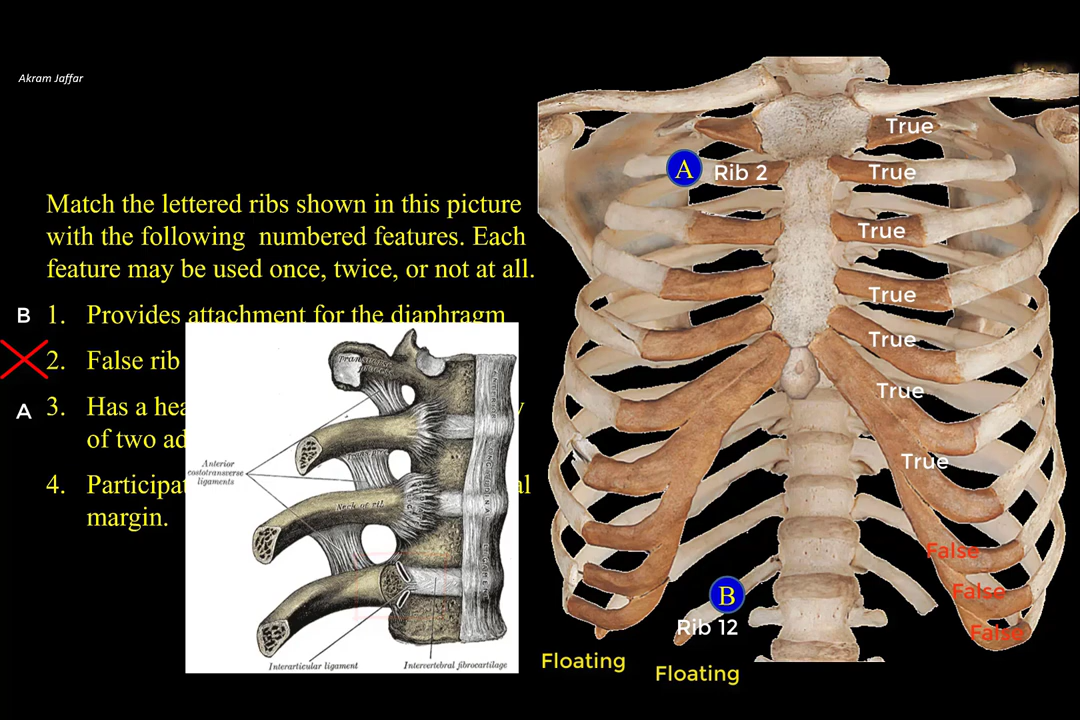 Akram Jaffar
Match the lettered ribs shown in this picture
with the following numbered features. Each
feature may be used once, twice, or not at all.
B 1. Provides attachment for the diaphragm
2. False rib
A 3. Has a
of two
4.
margin.
Anterior
costotransverse
ligaments
Neck of rib
Interarticular ligament
Intervertebral fibrocartilage
A Rib 2
True
True
True
True
True
True
True
False
False
False
B
Rib 12
Floating
Floating